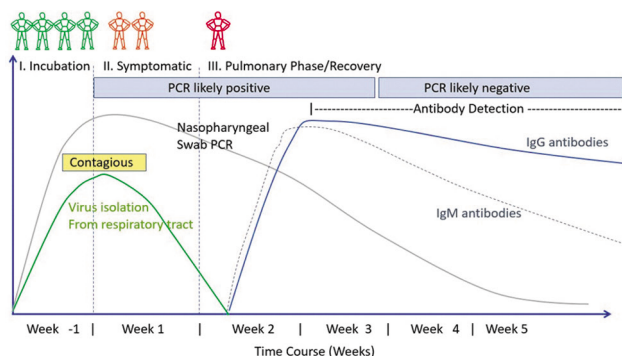 I. Incubation
II. Symptomatic
III. Pulmonary Phase/Recovery
PCR likely positive
PCR likely negative
Antibody Detection
Nasopharyngeal
Swab PCR
IgG antibodies
Contagious
Virus isolation
From respiratory tract
IgM antibodies
Week -1 | Week 1 | Week 2 | Week 3 | Week 4 | Week 5
Time Course (Weeks)